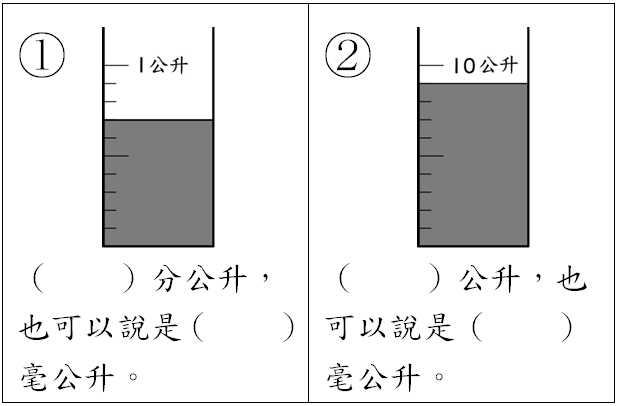 ①
1公升
（　　）分公升，
也可以說是（　　）
毫公升。
②
10公升
（　　）公升，也
可以說是（　　）
毫公升。